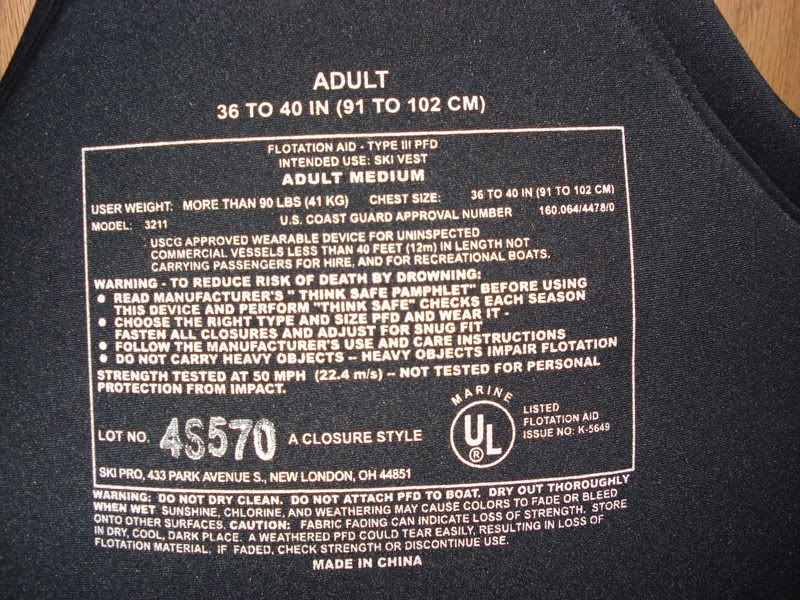 ADULT
36 TO 40 IN (91 TO 102 CM)
FLOTATION AID - TYPE III PFD
INTENDED USE: SKI VEST
ADULT MEDIUM
USER WEIGHT: MORE THAN 90 LBS (41 KG) CHEST SIZE: 36 TO 40 IN (91 TO 102 CM)
MODEL: 3211 U.S. COAST GUARD APPROVAL NUMBER 160.064/4478/0
USCG APPROVED WEARABLE DEVICE FOR UNINSPECTED
COMMERCIAL VESSELS LESS THAN 40 FEET (12m) IN LENGTH NOT
CARRYING PASSENGERS FOR HIRE, AND FOR RECREATIONAL BOATS.
WARNING - TO REDUCE RISK OF DEATH BY DROWNING:
• READ MANUFACTURER'S " THINK SAFE PAMPHLET" BEFORE USING
THIS DEVICE AND PERFORM "THINK SAFE" CHECKS EACH SEASON
• CHOOSE THE RIGHT TYPE AND SIZE PFD AND WEAR IT -
FASTEN ALL CLOSURES AND ADJUST FOR SNUG FIT
• FOLLOW THE MANUFACTURER'S USE AND CARE INSTRUCTIONS
• DO NOT CARRY HEAVY OBJECTS – HEAVY OBJECTS IMPAIR FLOTATION
STRENGTH TESTED AT 50 MPH (22.4 m/s) – NOT TESTED FOR PERSONAL
PROTECTION FROM IMPACT.
LOT NO. 4S570 A CLOSURE STYLE
MARINE
UL ®
LISTED
FLOTATION AID
ISSUE NO: K-5649
SKI PRO, 433 PARK AVENUE S., NEW LONDON, OH 44851
WARNING: DO NOT DRY CLEAN. DO NOT ATTACH PFD TO BOAT. DRY OUT THOROUGHLY
WHEN WET. SUNSHINE, CHLORINE, AND WEATHERING MAY CAUSE COLORS TO FADE OR BLEED
ONTO OTHER SURFACES. CAUTION: FABRIC FADING CAN INDICATE LOSS OF STRENGTH. STORE
IN DRY, COOL, DARK PLACE. A WEATHERED PFD COULD TEAR EASILY, RESULTING IN LOSS OF
FLOTATION MATERIAL. IF FADED, CHECK STRENGTH OR DISCONTINUE USE.
MADE IN CHINA